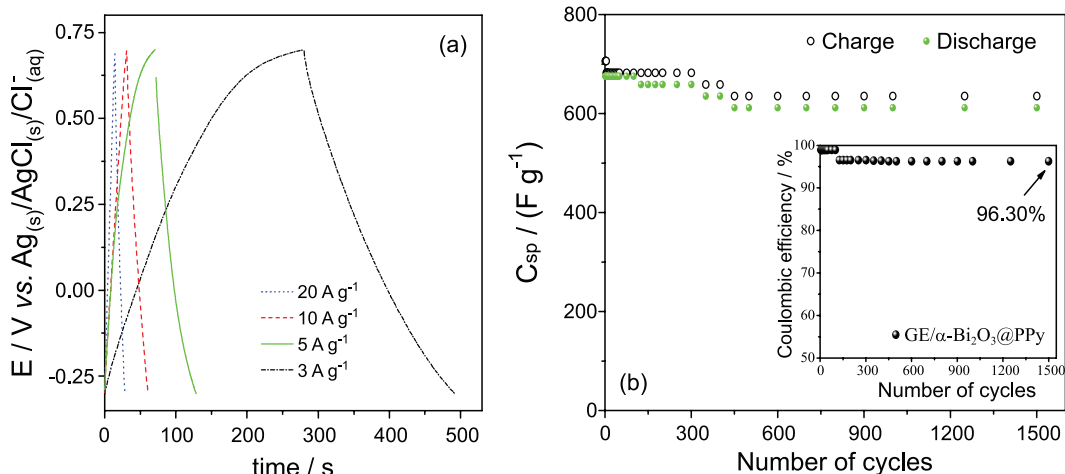 (a)
0.75
0.50
0.25
0.00
-0.25
E / V vs. Ag(s)/AgCl(s)/Cl⁻(aq)
20 A g⁻¹
10 A g⁻¹
5 A g⁻¹
3 A g⁻¹
0 100 200 300 400 500
time / s
800
600
400
200
0
Csp / (F g⁻¹)
Charge Discharge
100
90
80
70
60
50
Coulombic efficiency / %
96.30%
GE/α-Bi₂O₃@PPy
0 300 600 900 1200 1500
Number of cycles
(b)
0 300 600 900 1200 1500
Number of cycles